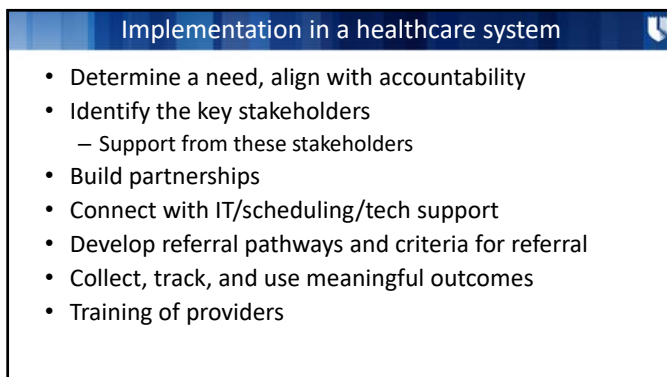 Implementation in a healthcare system
• Determine a need, align with accountability
• Identify the key stakeholders
– Support from these stakeholders
• Build partnerships
• Connect with IT/scheduling/tech support
• Develop referral pathways and criteria for referral
• Collect, track, and use meaningful outcomes
• Training of providers